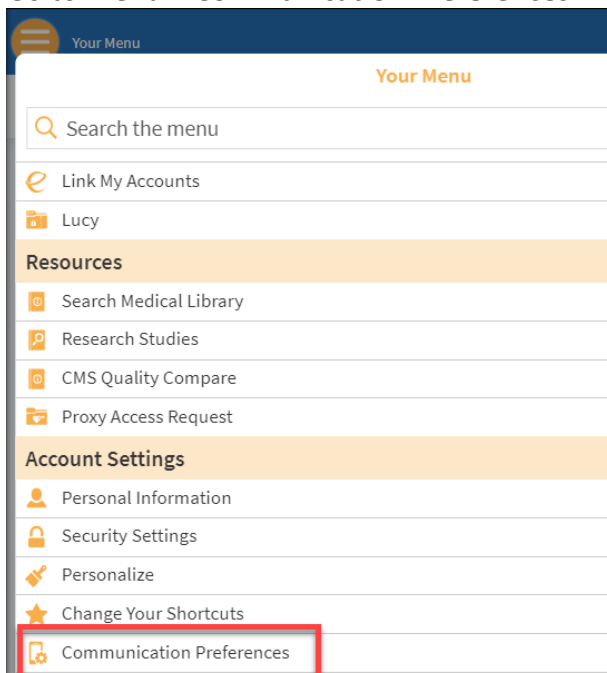 Your Menu
Your Menu
Search the menu
Link My Accounts
Lucy
Resources
Search Medical Library
Research Studies
CMS Quality Compare
Proxy Access Request
Account Settings
Personal Information
Security Settings
Personalize
Change Your Shortcuts
Communication Preferences